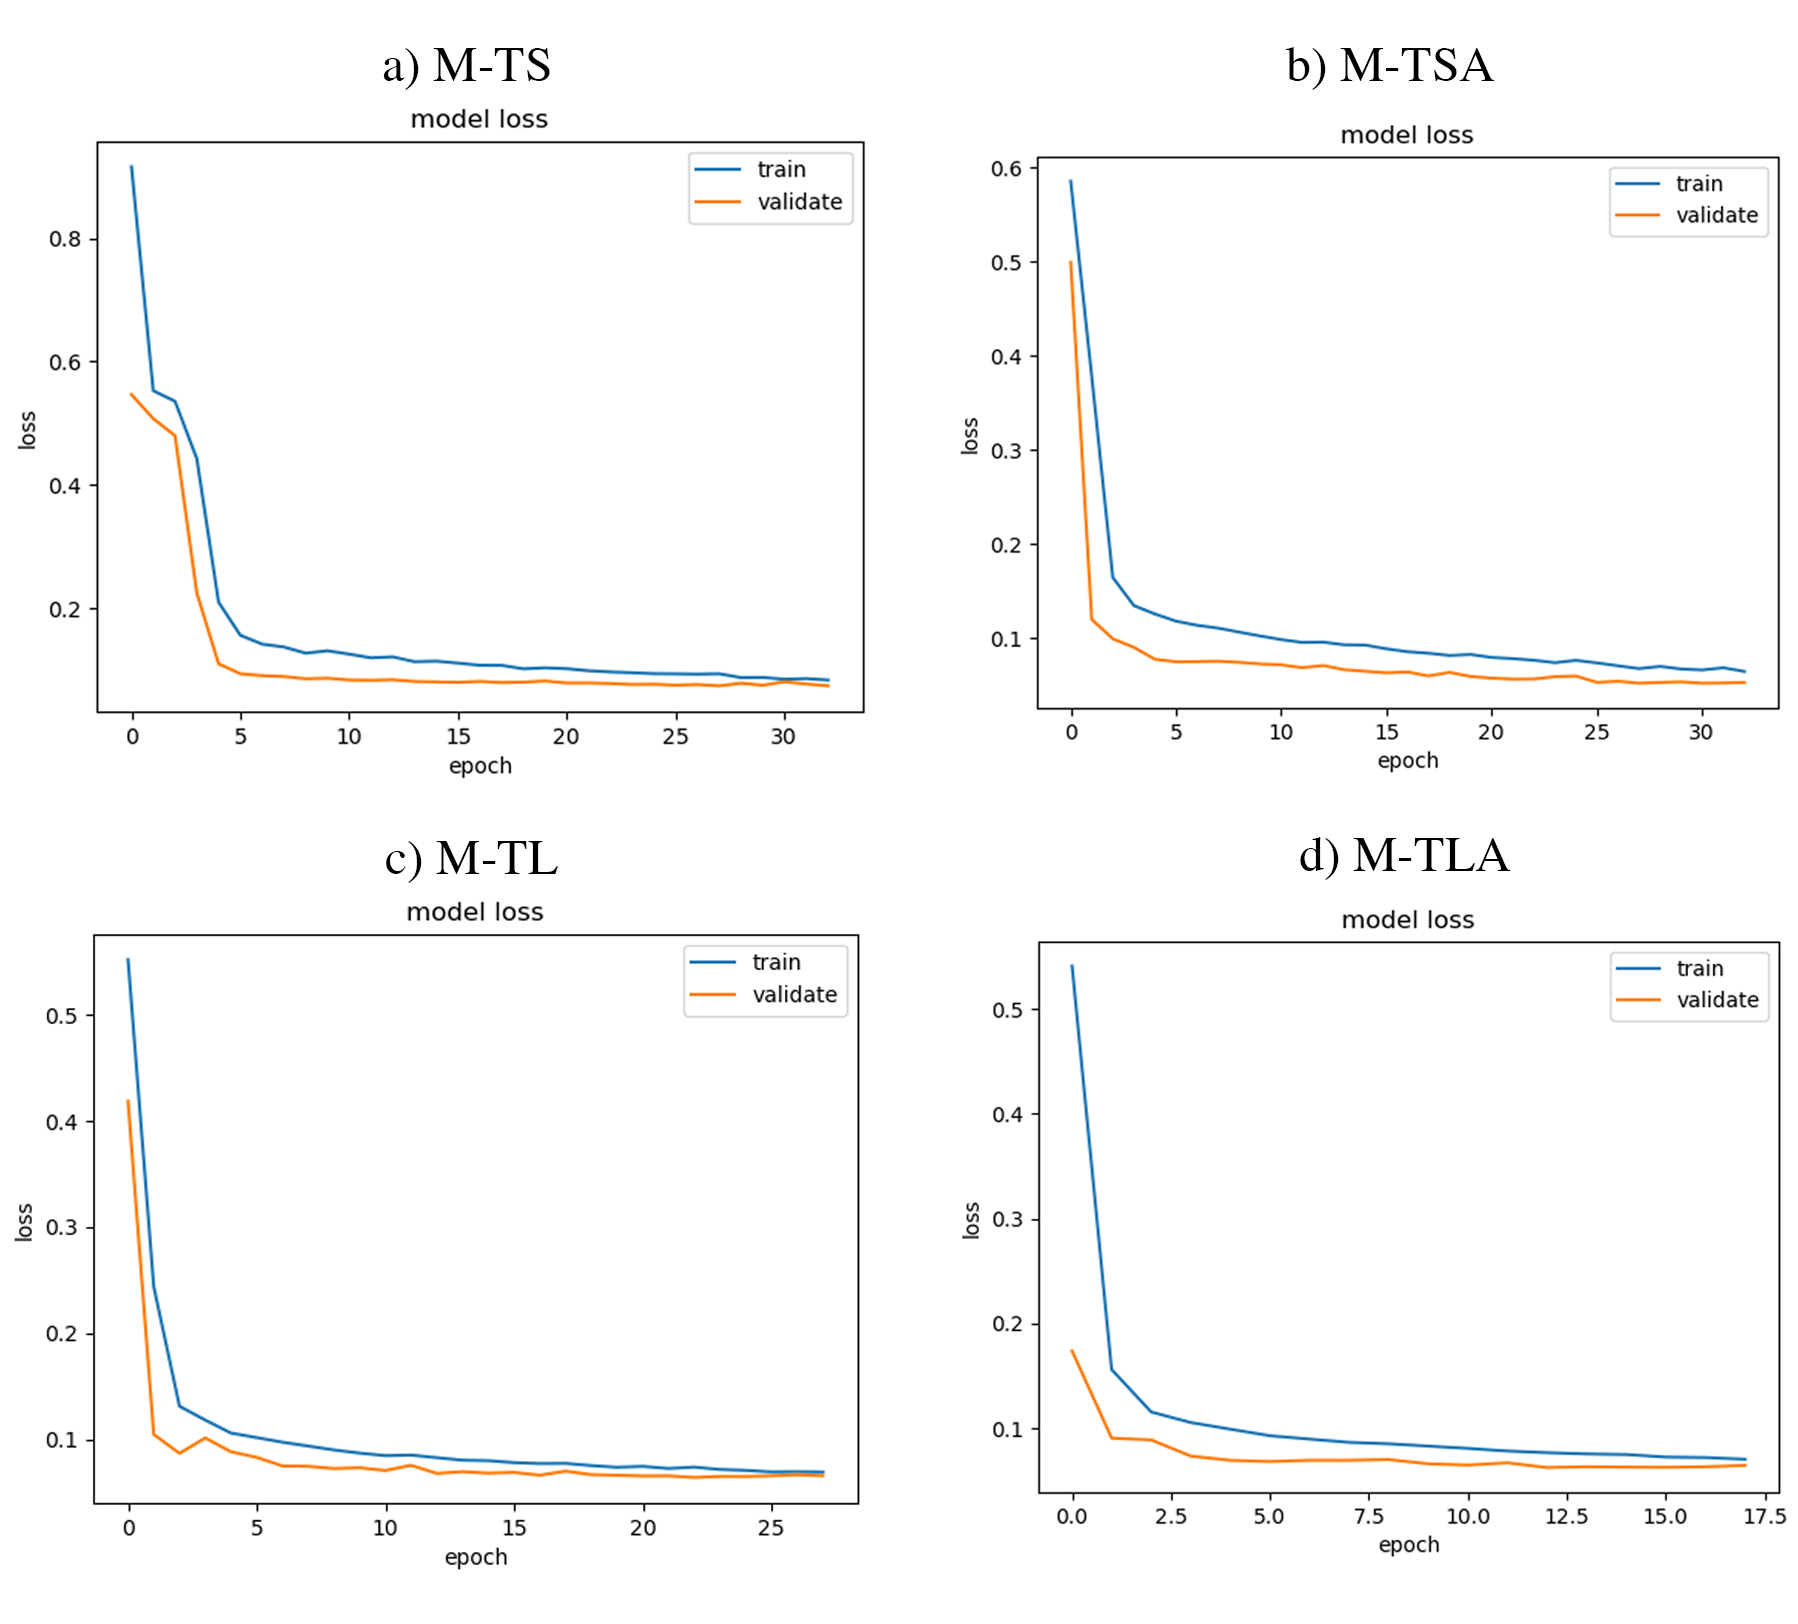 a) M-TS
model loss
train
validate
0.8
0.6
0.4
0.2
loss
0 5 10 15 20 25 30
epoch
b) M-TSA
model loss
train
validate
0.6
0.5
0.4
0.3
0.2
0.1
loss
0 5 10 15 20 25 30
epoch
c) M-TL
model loss
train
validate
0.5
0.4
0.3
0.2
0.1
loss
0 5 10 15 20 25
epoch
d) M-TLA
model loss
train
validate
0.5
0.4
0.3
0.2
0.1
loss
0.0 2.5 5.0 7.5 10.0 12.5 15.0 17.5
epoch